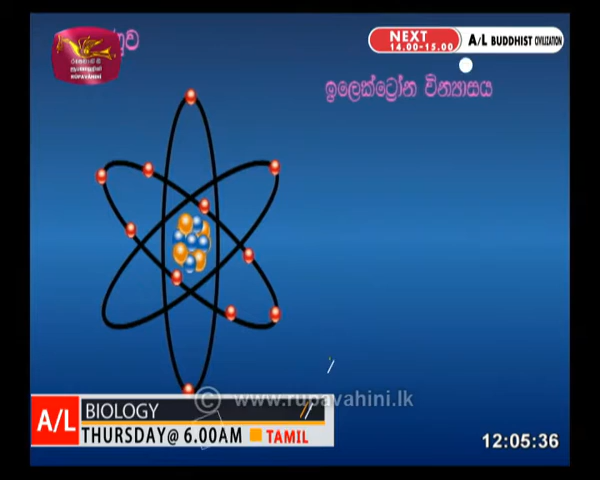 NEXT
14.00-15.00
A/L BUDDHIST CIVILIZATION
RUPAVAHINI
ඉලෙක්ට්‍රෝන වින්‍යාසය
© www.rupavahini.lk
A/L
BIOLOGY
THURSDAY@ 6.00AM
TAMIL
12:05:36